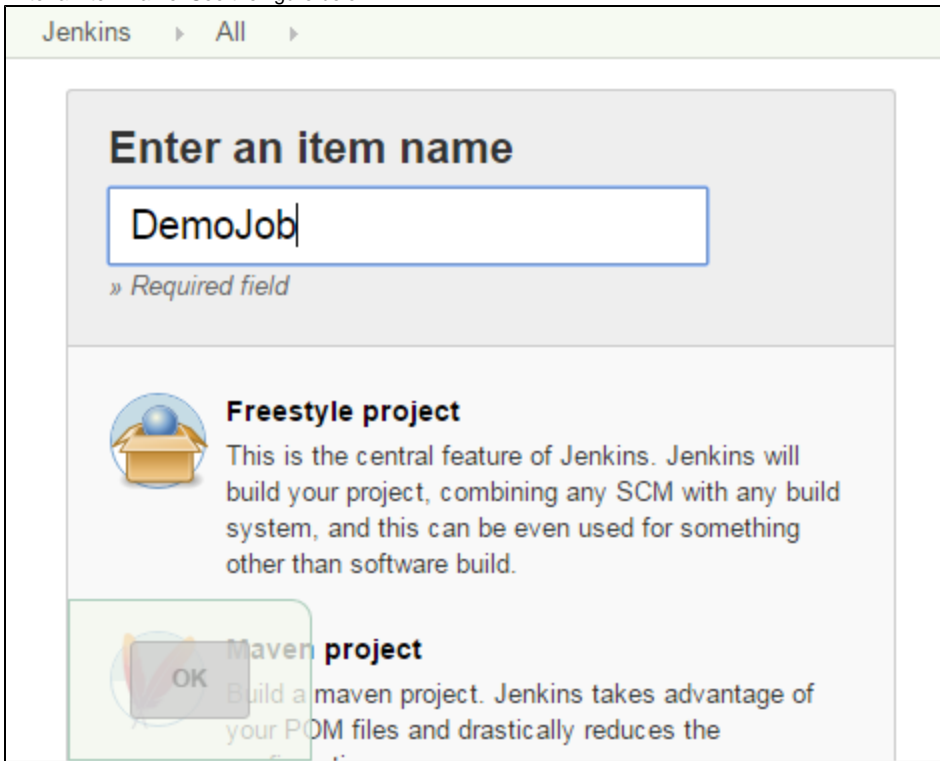 Jenkins All
Enter an item name
DemoJob
» Required field
Freestyle project
This is the central feature of Jenkins. Jenkins will
build your project, combining any SCM with any build
system, and this can be even used for something
other than software build.
Maven project
OK
Build a maven project. Jenkins takes advantage of
your POM files and drastically reduces the